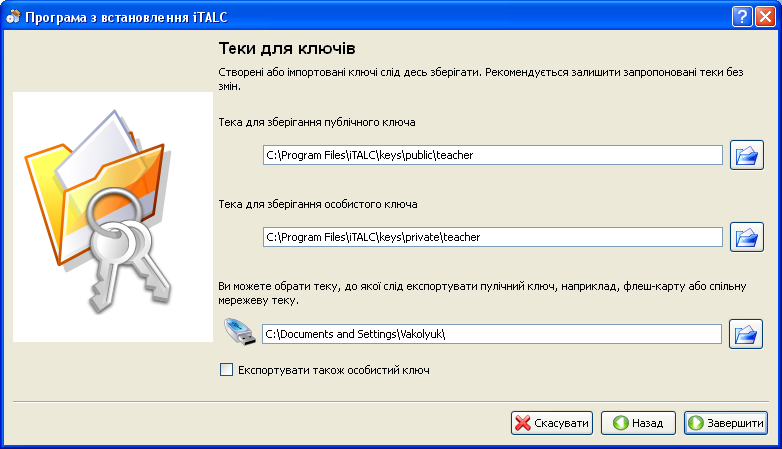 Програма з встановлення iTALC
Теки для ключів
Створені або імпортовані ключі слід десь зберігати. Рекомендується залишити запропоновані теки без
змін.
Тека для зберігання публічного ключа
C:\Program Files\iTALC\keys\public\teacher
Тека для зберігання особистого ключа
C:\Program Files\iTALC\keys\private\teacher
Ви можете обрати теку, до якої слід експортувати пулічний ключ, наприклад, флеш-карту або спільну
мережеву теку.
C:\Documents and Settings\Vakolyuk\
Експортувати також особистий ключ
Скасувати Назад Завершити